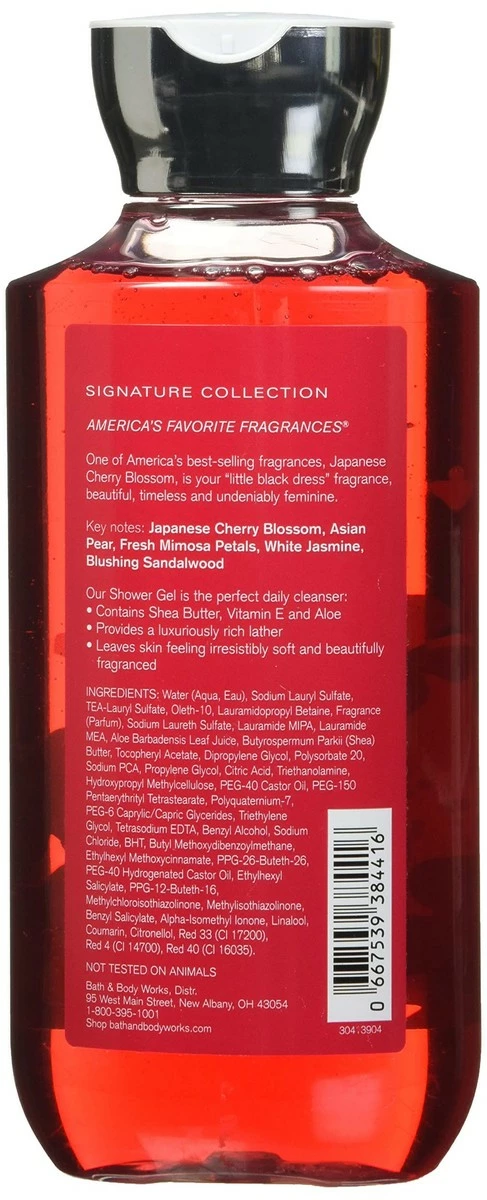 SIGNATURE COLLECTION
AMERICA'S FAVORITE FRAGRANCES®
One of America's best-selling fragrances, Japanese
Cherry Blossom, is your “little black dress” fragrance,
beautiful, timeless and undeniably feminine.
Key notes: Japanese Cherry Blossom, Asian
Pear, Fresh Mimosa Petals, White Jasmine,
Blushing Sandalwood
Our Shower Gel is the perfect daily cleanser:
• Contains Shea Butter, Vitamin E and Aloe
• Provides a luxuriously rich lather
• Leaves skin feeling irresistibly soft and beautifully
fragranced
INGREDIENTS: Water (Aqua, Eau), Sodium Lauryl Sulfate,
TEA-Lauryl Sulfate, Oleth-10, Lauramidopropyl Betaine, Fragrance
(Parfum), Sodium Laureth Sulfate, Lauramide MIPA, Lauramide
MEA, Aloe Barbadensis Leaf Juice, Butyrospermum Parkii (Shea)
Butter, Tocopheryl Acetate, Dipropylene Glycol, Polysorbate 20,
Sodium PCA, Propylene Glycol, Citric Acid, Triethanolamine,
Hydroxypropyl Methylcellulose, PEG-40 Castor Oil, PEG-150
Pentaerythrityl Tetrastearate, Polyquaternium-7,
PEG-6 Caprylic/Capric Glycerides, Triethylene
Glycol, Tetrasodium EDTA, Benzyl Alcohol, Sodium
Chloride, BHT, Butyl Methoxydibenzoylmethane,
Ethylhexyl Methoxycinnamate, PPG-26-Buteth-26,
PEG-40 Hydrogenated Castor Oil, Ethylhexyl
Salicylate, PPG-12-Buteth-16,
Methylchloroisothiazolinone, Methylisothiazolinone,
Benzyl Salicylate, Alpha-Isomethyl Ionone, Linalool,
Coumarin, Citronellol, Red 33 (CI 17200),
Red 4 (CI 14700), Red 40 (CI 16035).
NOT TESTED ON ANIMALS
Bath & Body Works, Distr.
95 West Main Street, New Albany, OH 43054
1-800-395-1001
Shop bathandbodyworks.com
0 667539 384416
30413904